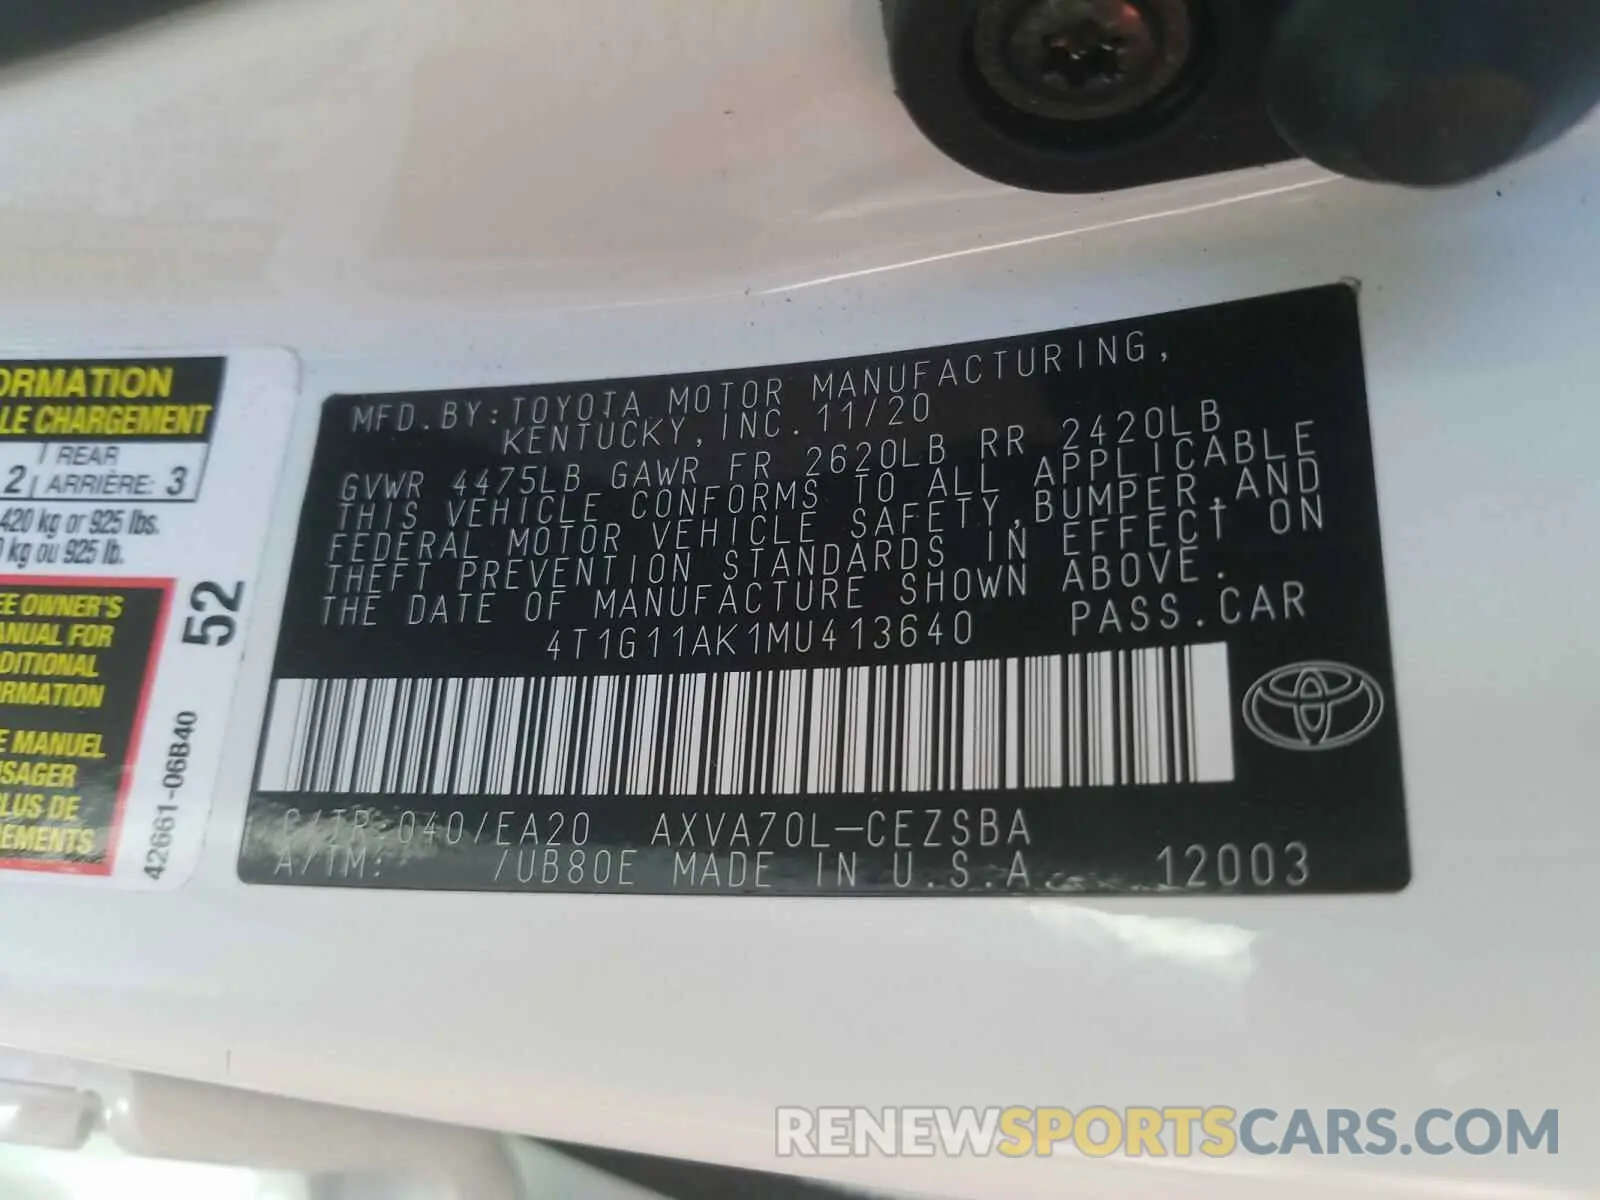 ORMATION
LE CHARGEMENT
2 REAR
ARRIÈRE: 3
420 kg or 925 lbs.
kg ou 925 lb.
EE OWNER'S
ANUAL FOR
DITIONAL
ORMATION
E MANUEL
SAGER
LUS DE
EMENTS
52
42661-06B40
MFD. BY: TOYOTA MOTOR MANUFACTURING,
KENTUCKY, INC. 11/20
GVWR 4475LB GAWR FR 2620LB RR 2420LB
THIS VEHICLE CONFORMS TO ALL APPLICABLE
FEDERAL MOTOR VEHICLE SAFETY, BUMPER, AND
THEFT PREVENTION STANDARDS IN EFFECT ON
THE DATE OF MANUFACTURE SHOWN ABOVE.
4T1G11AK1MU413640 PASS. CAR
C/TR: 040/EA20 AXVA70L-CEZSBA
A/TM: /UB80E MADE IN U.S.A. 12003
RENEWSPORTSCARS.COM